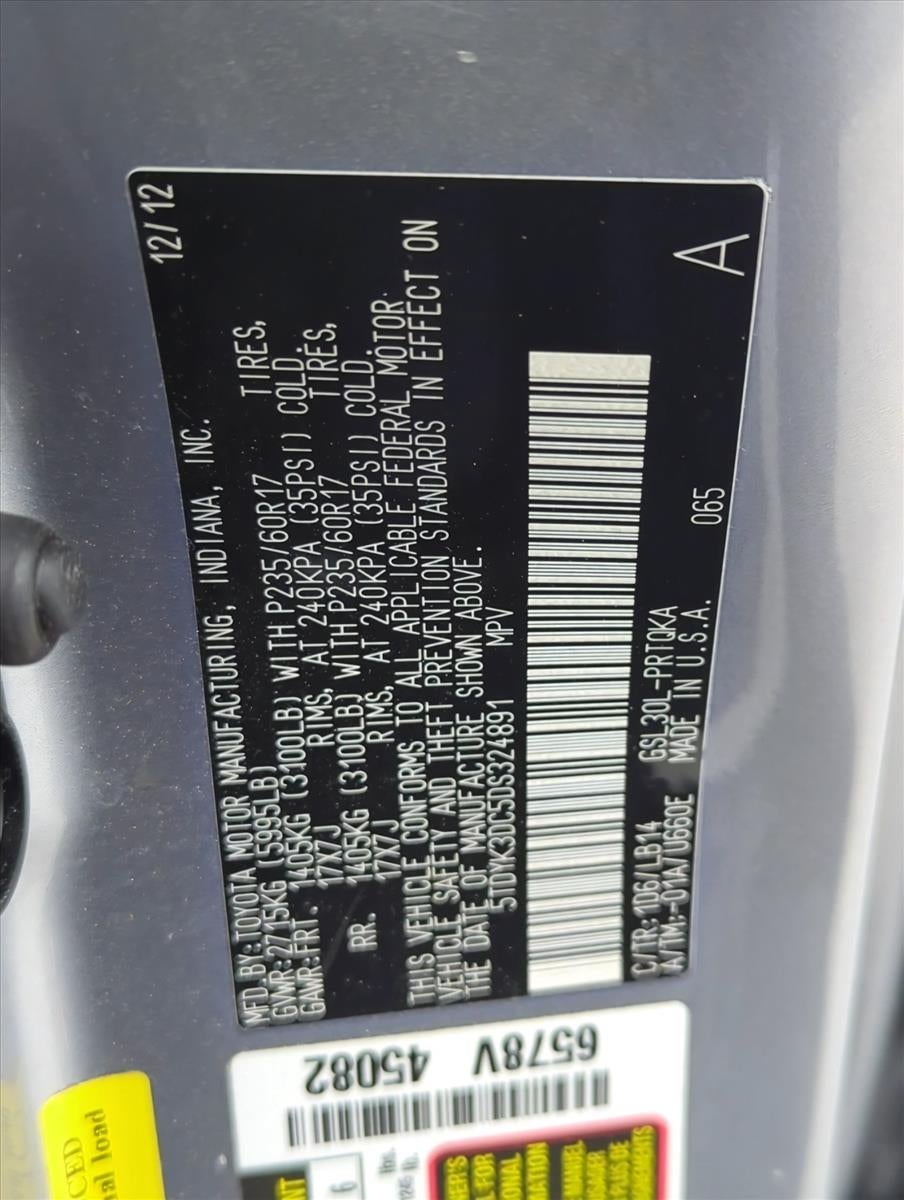 12/12
MFD.BY:TOYOTA MOTOR MANUFACTURING, INDIANA, INC.
GVWR:2715KG (5995LB)
GAWR:FRT. 1405KG (3100LB) WITH P235/60R17 TIRES,
17X7J RIMS, AT 240KPA (35PSI) COLD.
RR. 1405KG (3100LB) WITH P235/60R17 TIRES,
17X7J RIMS, AT 240KPA (35PSI) COLD.
THIS VEHICLE CONFORMS TO ALL APPLICABLE FEDERAL MOTOR
VEHICLE SAFETY AND THEFT PREVENTION STANDARDS IN EFFECT ON
THE DATE OF MANUFACTURE SHOWN ABOVE.
5TDYK3DC5DS324891 MPV
C/TR:1D6/LB14 GSL30L-PRTQKA 065 A
A/TM:-01A/U660E MADE IN U.S.A.
6578V 45082